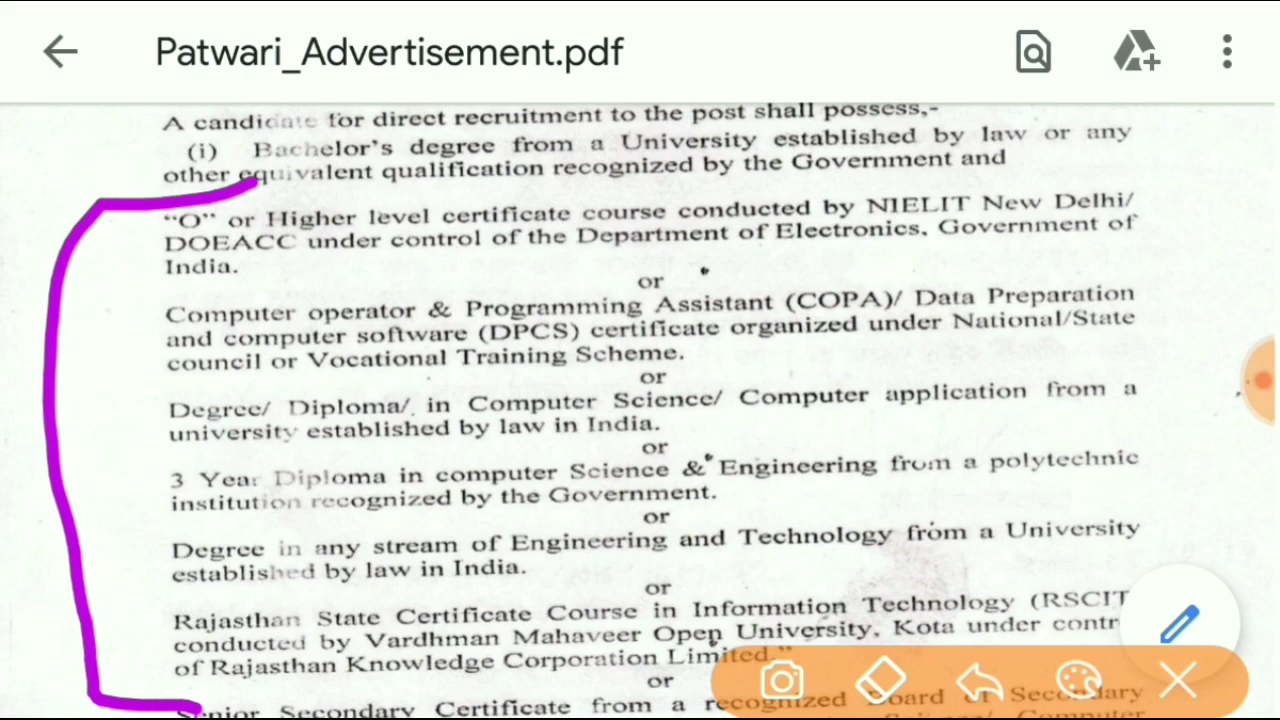 Patwari_Advertisement.pdf
A candidate for direct recruitment to the post shall possess,-
(i) Bachelor's degree from a University established by law or any
other equivalent qualification recognized by the Government and
"O" or Higher level certificate course conducted by NIELIT New Delhi/
DOEACC under control of the Department of Electronics, Government of
India.
or
Computer operator & Programming Assistant (COPA)/ Data Preparation
and computer software (DPCS) certificate organized under National/State
council or Vocational Training Scheme.
or
Degree/ Diploma/ in Computer Science/ Computer application from a
university established by law in India.
or
3 Year Diploma in computer Science & Engineering from a polytechnic
institution recognized by the Government.
or
Degree in any stream of Engineering and Technology from a University
established by law in India.
or
Rajasthan State Certificate Course in Information Technology (RSCIT
conducted by Vardhman Mahaveer Open University, Kota under
of Rajasthan Knowledge Corporation Limited."
or
Senior Secondary Certificate from a recognized Board of Secondary